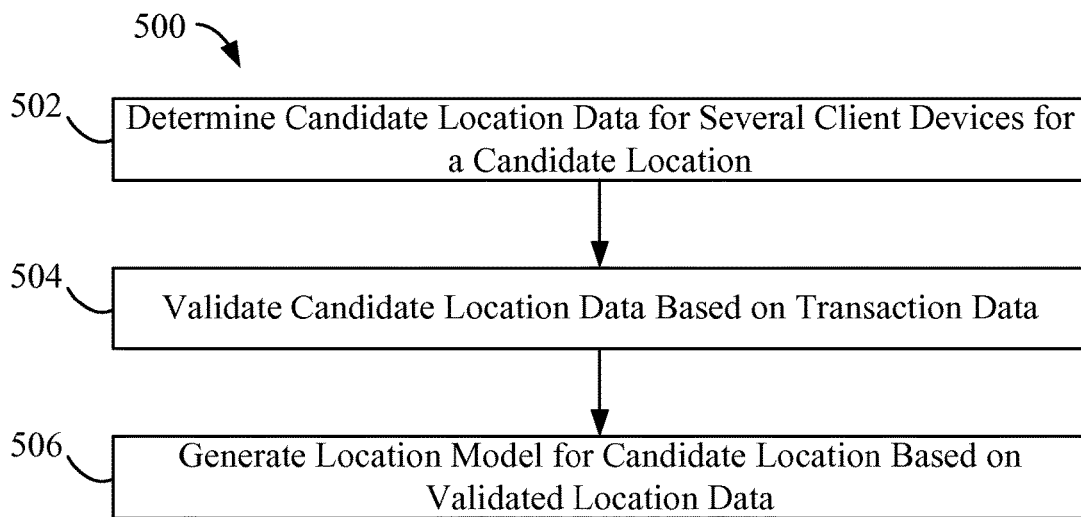 500
502
Determine Candidate Location Data for Several Client Devices for
a Candidate Location
504
Validate Candidate Location Data Based on Transaction Data
506
Generate Location Model for Candidate Location Based on
Validated Location Data